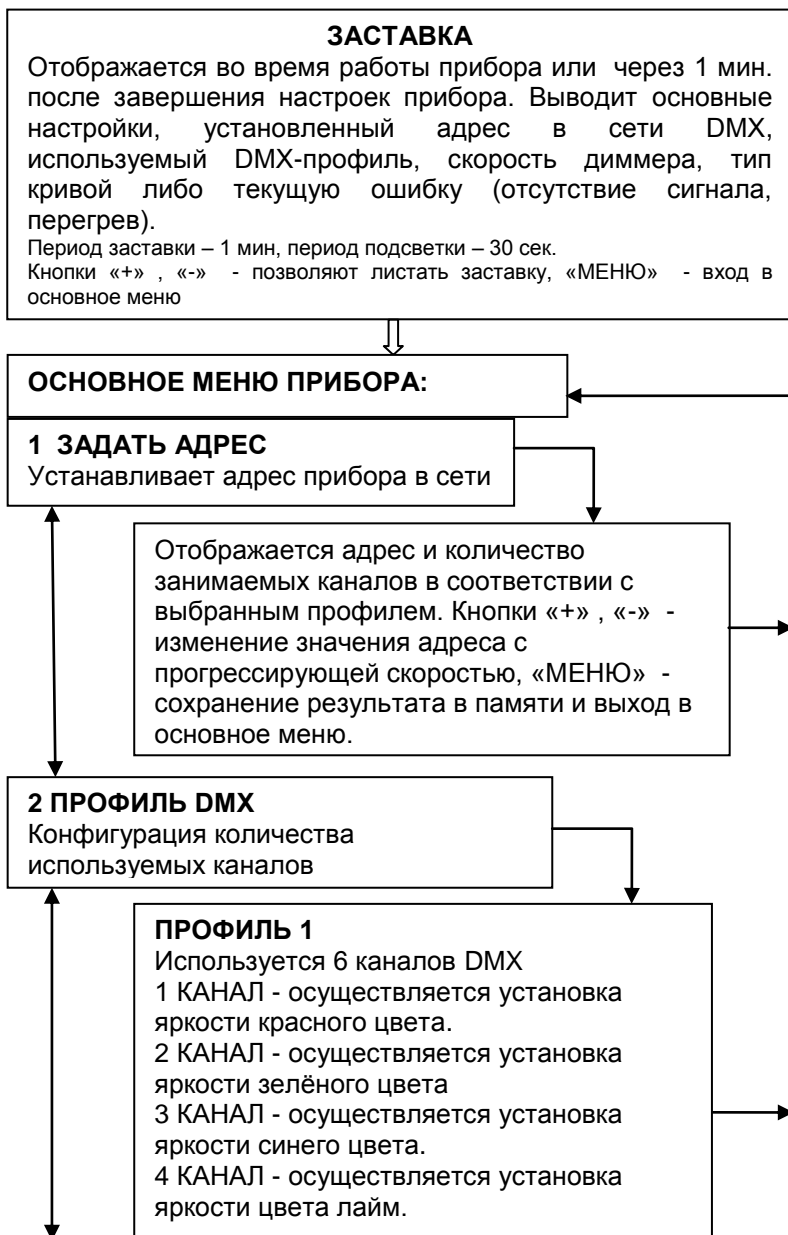 ЗАСТАВКА
Отображается во время работы прибора или через 1 мин.
после завершения настроек прибора. Выводит основные
настройки, установленный адрес в сети DMX,
используемый DMX-профиль, скорость диммера, тип
кривой либо текущую ошибку (отсутствие сигнала,
перегрев).
Период заставки – 1 мин, период подсветки – 30 сек.
Кнопки «+» , «-» - позволяют листать заставку, «МЕНЮ» - вход в
основное меню
ОСНОВНОЕ МЕНЮ ПРИБОРА:
1 ЗАДАТЬ АДРЕС
Устанавливает адрес прибора в сети
Отображается адрес и количество
занимаемых каналов в соответствии с
выбранным профилем. Кнопки «+» , «-» -
изменение значения адреса с
прогрессирующей скоростью, «МЕНЮ» -
сохранение результата в памяти и выход в
основное меню.
2 ПРОФИЛЬ DMX
Конфигурация количества
используемых каналов
ПРОФИЛЬ 1
Используется 6 каналов DMX
1 КАНАЛ - осуществляется установка
яркости красного цвета.
2 КАНАЛ - осуществляется установка
яркости зелёного цвета
3 КАНАЛ - осуществляется установка
яркости синего цвета.
4 КАНАЛ - осуществляется установка
яркости цвета лайм.